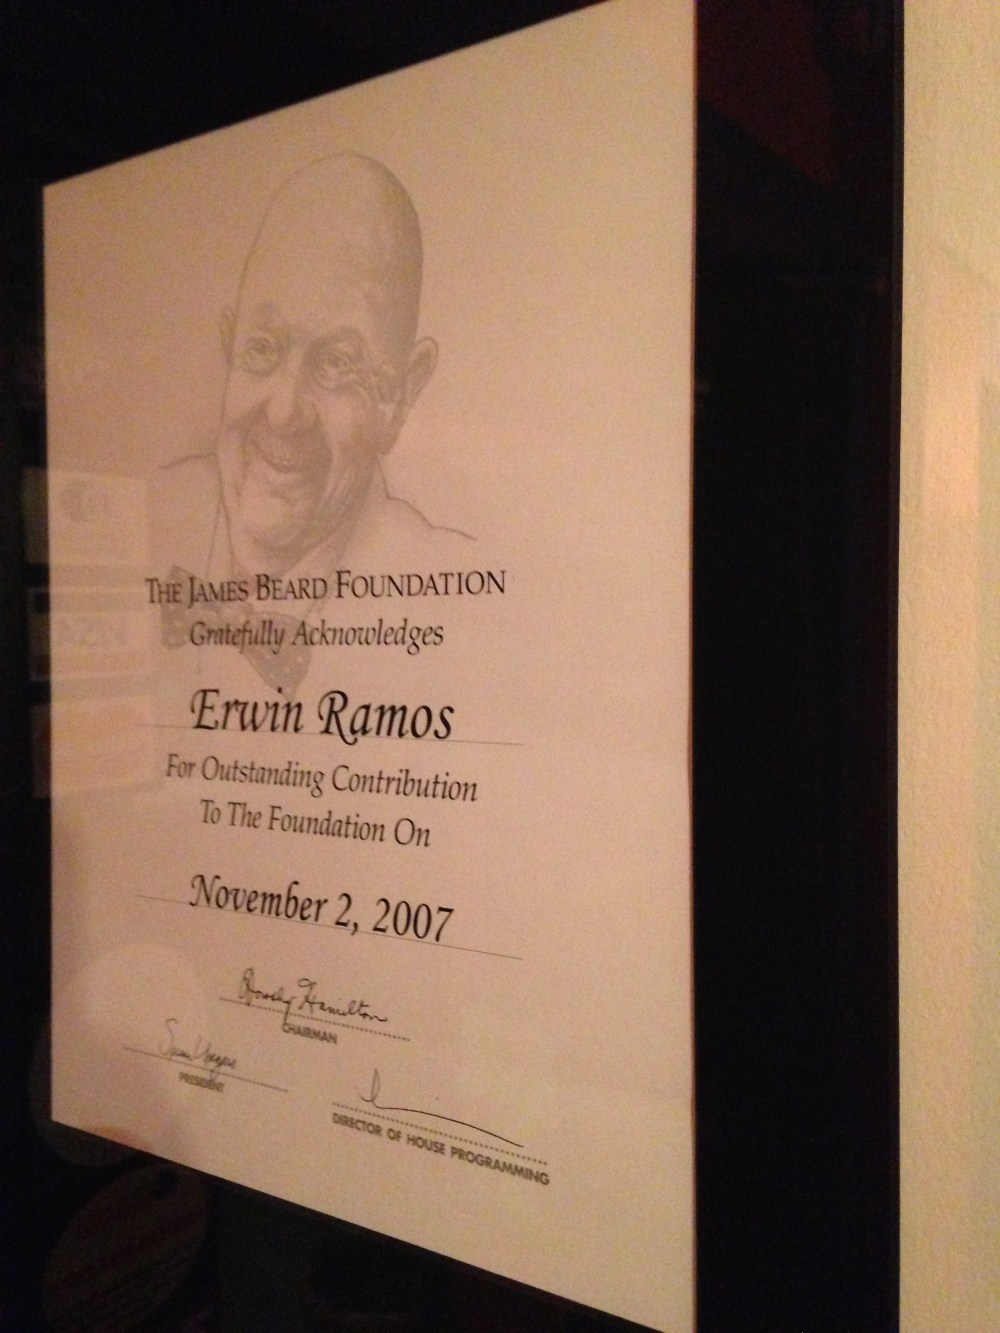 THE JAMES BEARD FOUNDATION
Gratefully Acknowledges
Erwin Ramos
For Outstanding Contribution
To The Foundation On
November 2, 2007
Hamilton
CHAIRMAN
PRESIDENT
DIRECTOR OF HOUSE PROGRAMMING